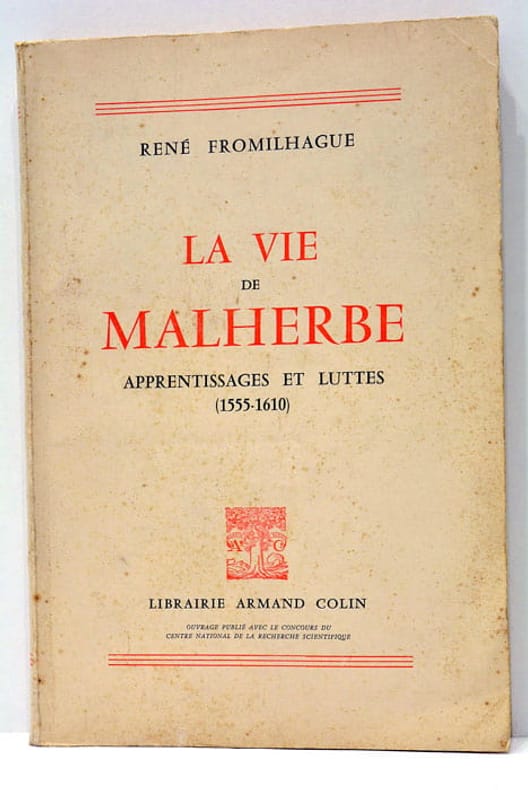 RENÉ FROMILHAGUE
LA VIE
DE
MALHERBE
APPRENTISSAGES ET LUTTES
(1555-1610)
A C
LIBRAIRIE ARMAND COLIN
OUVRAGE PUBLIÉ AVEC LE CONCOURS DU
CENTRE NATIONAL DE LA RECHERCHE SCIENTIFIQUE